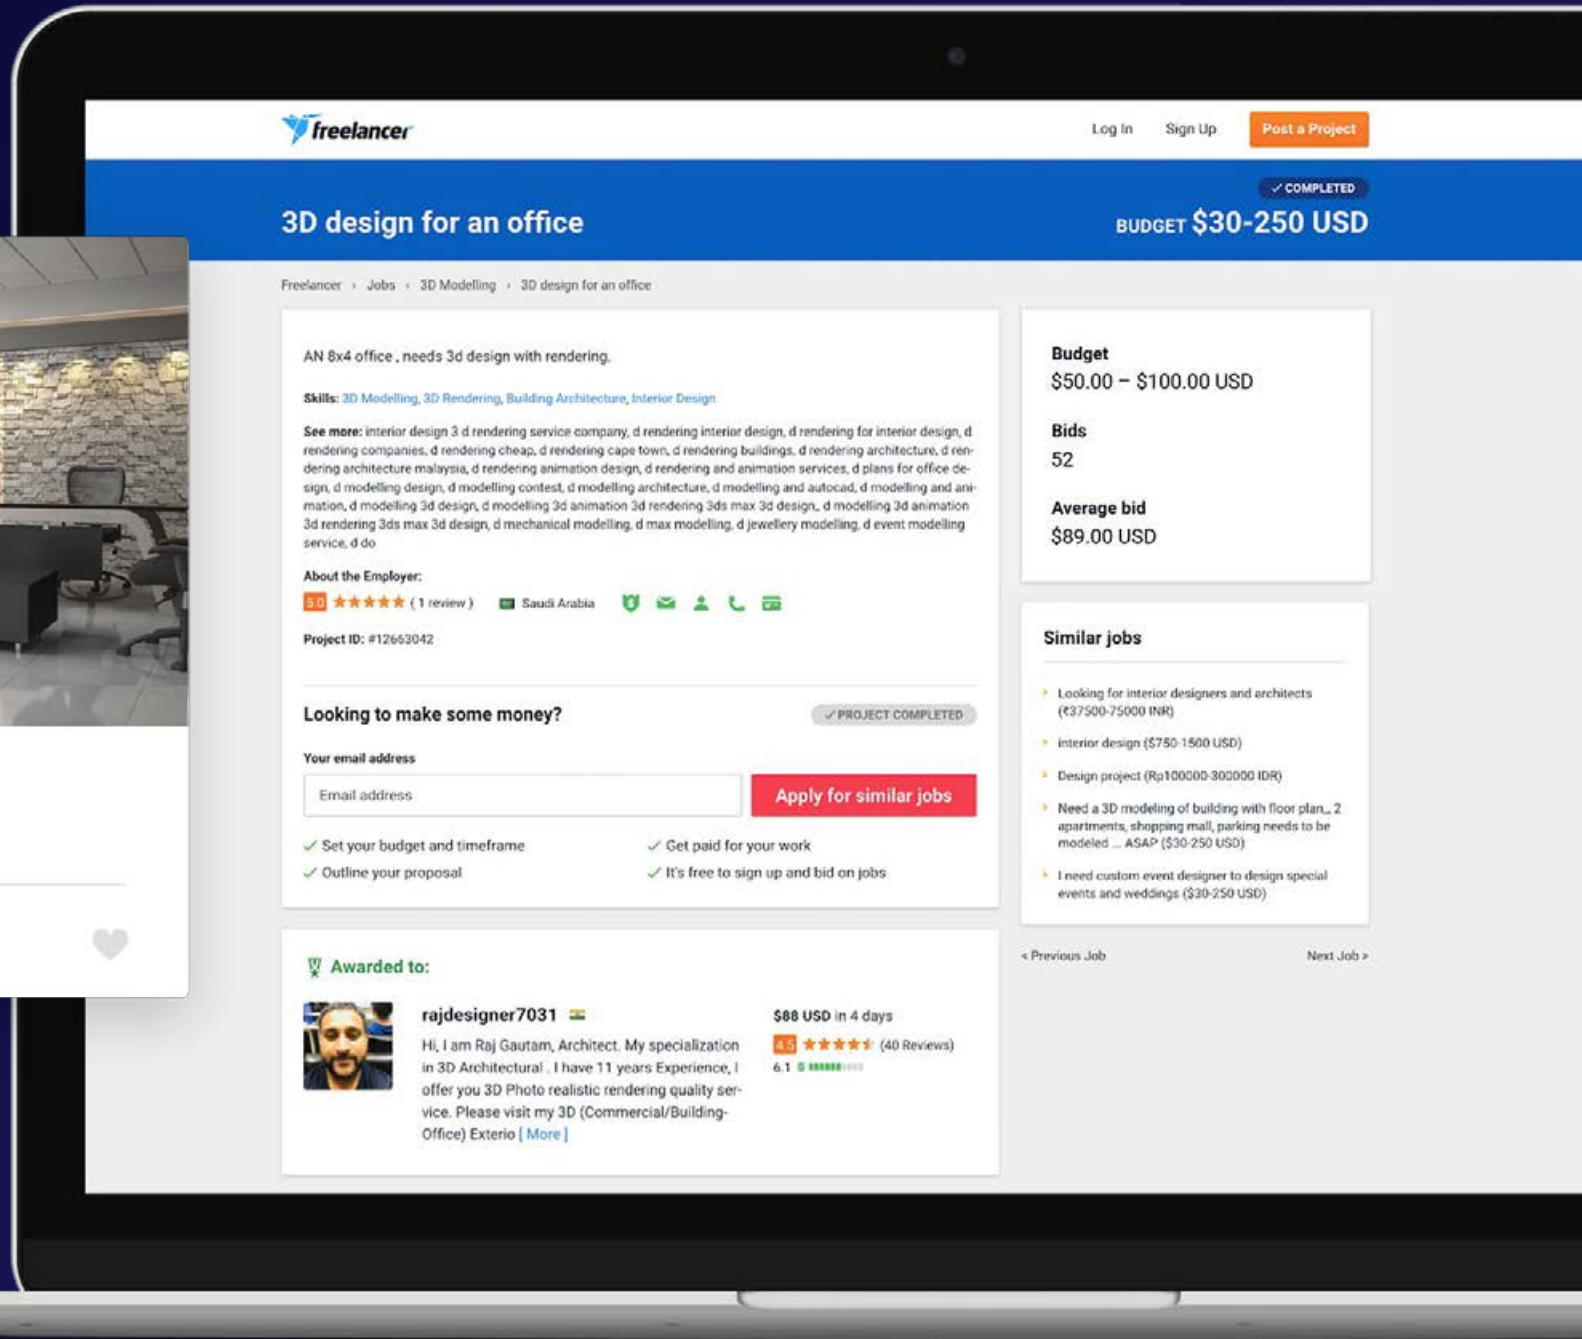 freelancer
Log In
Sign Up
Post a Project
✓ COMPLETED
3D design for an office
BUDGET $30-250 USD
Freelancer › Jobs › 3D Modelling › 3D design for an office
AN 8x4 office , needs 3d design with rendering.
Skills: 3D Modelling, 3D Rendering, Building Architecture, Interior Design
See more: interior design 3 d rendering service company, d rendering interior design, d rendering for interior design, d
rendering companies, d rendering cheap, d rendering cape town, d rendering buildings, d rendering architecture, d ren-
dering architecture malaysia, d rendering animation design, d rendering and animation services, d plans for office de-
sign, d modelling design, d modelling contest, d modelling architecture, d modelling and autocad, d modelling and ani-
mation, d modelling 3d design, d modelling 3d animation 3d rendering 3ds max 3d design,, d modelling 3d animation
3d rendering 3ds max 3d design, d mechanical modelling, d max modelling, d jewellery modelling, d event modelling
service, d do
About the Employer:
5.0 ★★★★★ ( 1 review ) Saudi Arabia
Project ID: #12663042
Looking to make some money?
✓ PROJECT COMPLETED
Your email address
Email address
Apply for similar jobs
✓ Set your budget and timeframe
✓ Get paid for your work
✓ Outline your proposal
✓ It's free to sign up and bid on jobs
Awarded to:
rajdesigner7031
Hi, I am Raj Gautam, Architect. My specialization
in 3D Architectural . I have 11 years Experience, I
offer you 3D Photo realistic rendering quality ser-
vice. Please visit my 3D (Commercial/Building-
Office) Exterio [ More ]
$88 USD in 4 days
4.5 (40 Reviews)
6.1
Budget
$50.00 – $100.00 USD
Bids
52
Average bid
$89.00 USD
Similar jobs
Looking for interior designers and architects
(₹37500-75000 INR)
interior design ($750-1500 USD)
Design project (Rp100000-300000 IDR)
Need a 3D modeling of building with floor plan,,, 2
apartments, shopping mall, parking needs to be
modeled ... ASAP ($30-250 USD)
I need custom event designer to design special
events and weddings ($30-250 USD)
« Previous Job
Next Job »